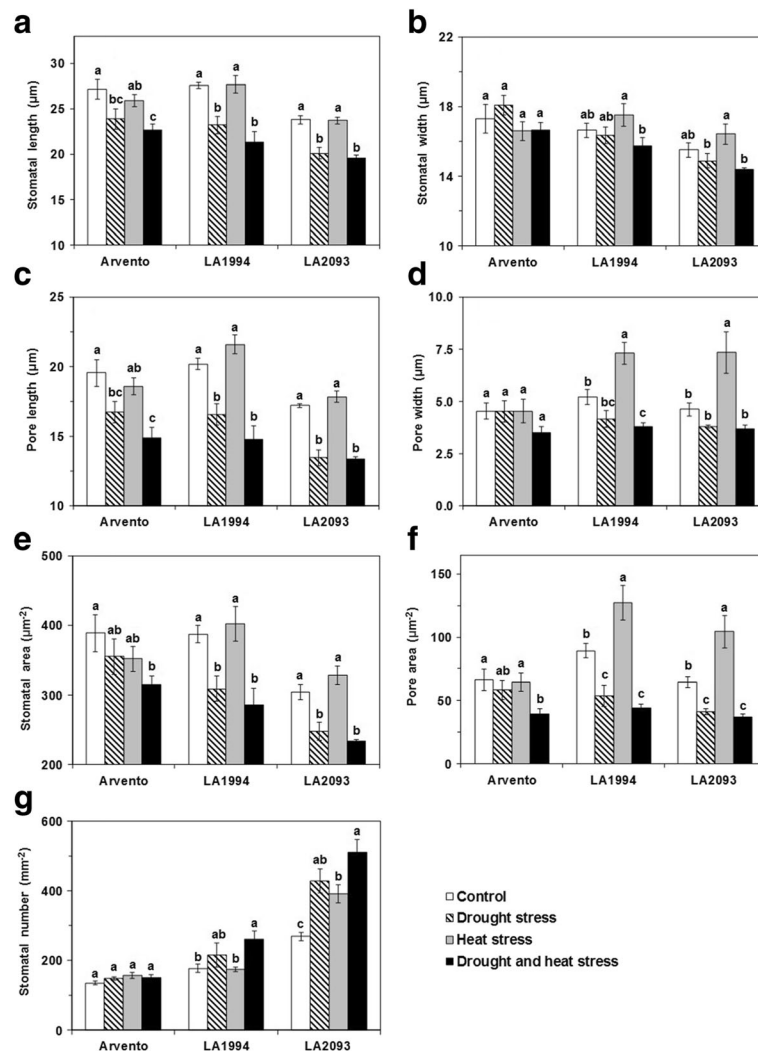 a
Stomatal length (µm)
33
28
24
19
15
10
a bc ab c
a b a b
a b a b
Arvento LA1994 LA2093
b
Stomatal width (µm)
22
18
14
10
a a a a
ab ab a b
ab b a b
Arvento LA1994 LA2093
c
Pore length (µm)
25
20
15
10
a bc ab c
a b a b
a b a b
Arvento LA1994 LA2093
d
Pore width (µm)
10.0
7.5
5.0
2.5
0.0
a a a a
b bc a c
b b a b
Arvento LA1994 LA2093
e
Stomatal area (µm-2)
500
400
300
200
a ab ab b
a b a b
a b a b
Arvento LA1994 LA2093
f
Pore area (µm-2)
150
100
50
0
a ab a b
b c a c
b c a c
Arvento LA1994 LA2093
g
Stomatal number (mm-2)
600
400
200
0
a a a a
b ab b a
c ab b a
Arvento LA1994 LA2093
Control
Drought stress
Heat stress
Drought and heat stress